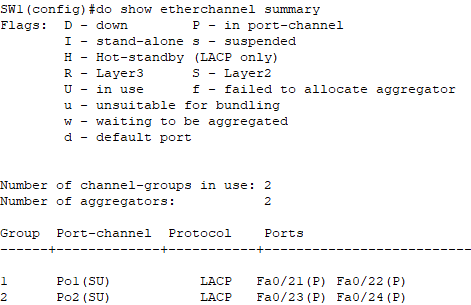 SW1(config)#do show etherchannel summary
Flags:  D - down        P - in port-channel
        I - stand-alone s - suspended
        H - Hot-standby (LACP only)
        R - Layer3      S - Layer2
        U - in use      f - failed to allocate aggregator
        u - unsuitable for bundling
        w - waiting to be aggregated
        d - default port
Number of channel-groups in use: 2
Number of aggregators:           2
Group  Port-channel  Protocol    Ports
------+-------------+-----------+----------------------------
1      Po1(SU)           LACP   Fa0/21(P) Fa0/22(P)
2      Po2(SU)           LACP   Fa0/23(P) Fa0/24(P)